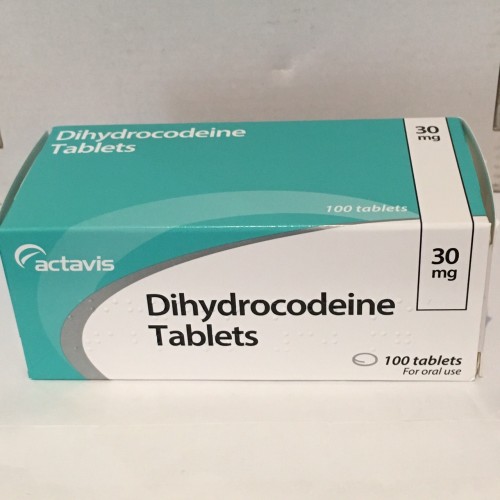 Dihydrocodeine
Tablets
30
mg
100 tablets
actavis
30
mg
Dihydrocodeine
Tablets
100 tablets
For oral use